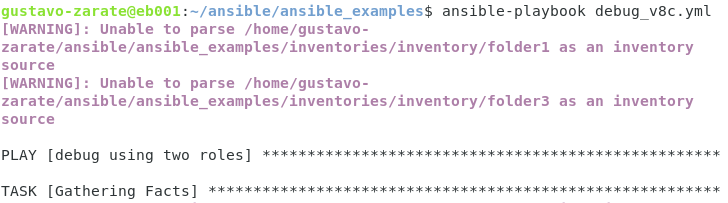 gustavo-zarate@eb001:~/ansible/ansible_examples$ ansible-playbook debug_v8c.yml
[WARNING]: Unable to parse /home/gustavo-
zarate/ansible/ansible_examples/inventories/inventory/folder1 as an inventory
source
[WARNING]: Unable to parse /home/gustavo-
zarate/ansible/ansible_examples/inventories/inventory/folder3 as an inventory
source
PLAY [debug using two roles] ***************************************************
TASK [Gathering Facts] *********************************************************